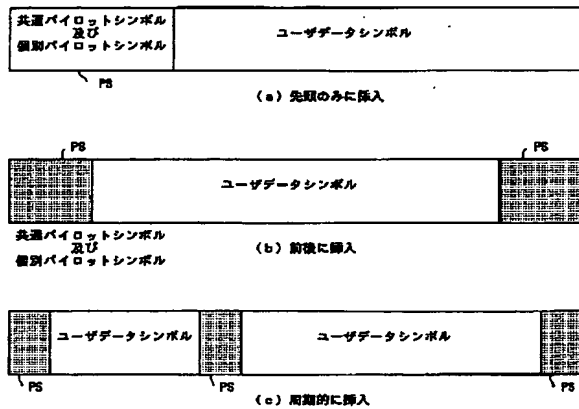 共通パイロットシンボル
及び
個別パイロットシンボル
ユーザデータシンボル
PS
(a) 先頭のみに挿入
PS
PS
ユーザデータシンボル
共通パイロットシンボル
及び
個別パイロットシンボル
(b) 前後に挿入
ユーザデータシンボル
ユーザデータシンボル
PS
PS
PS
(c) 周期的に挿入